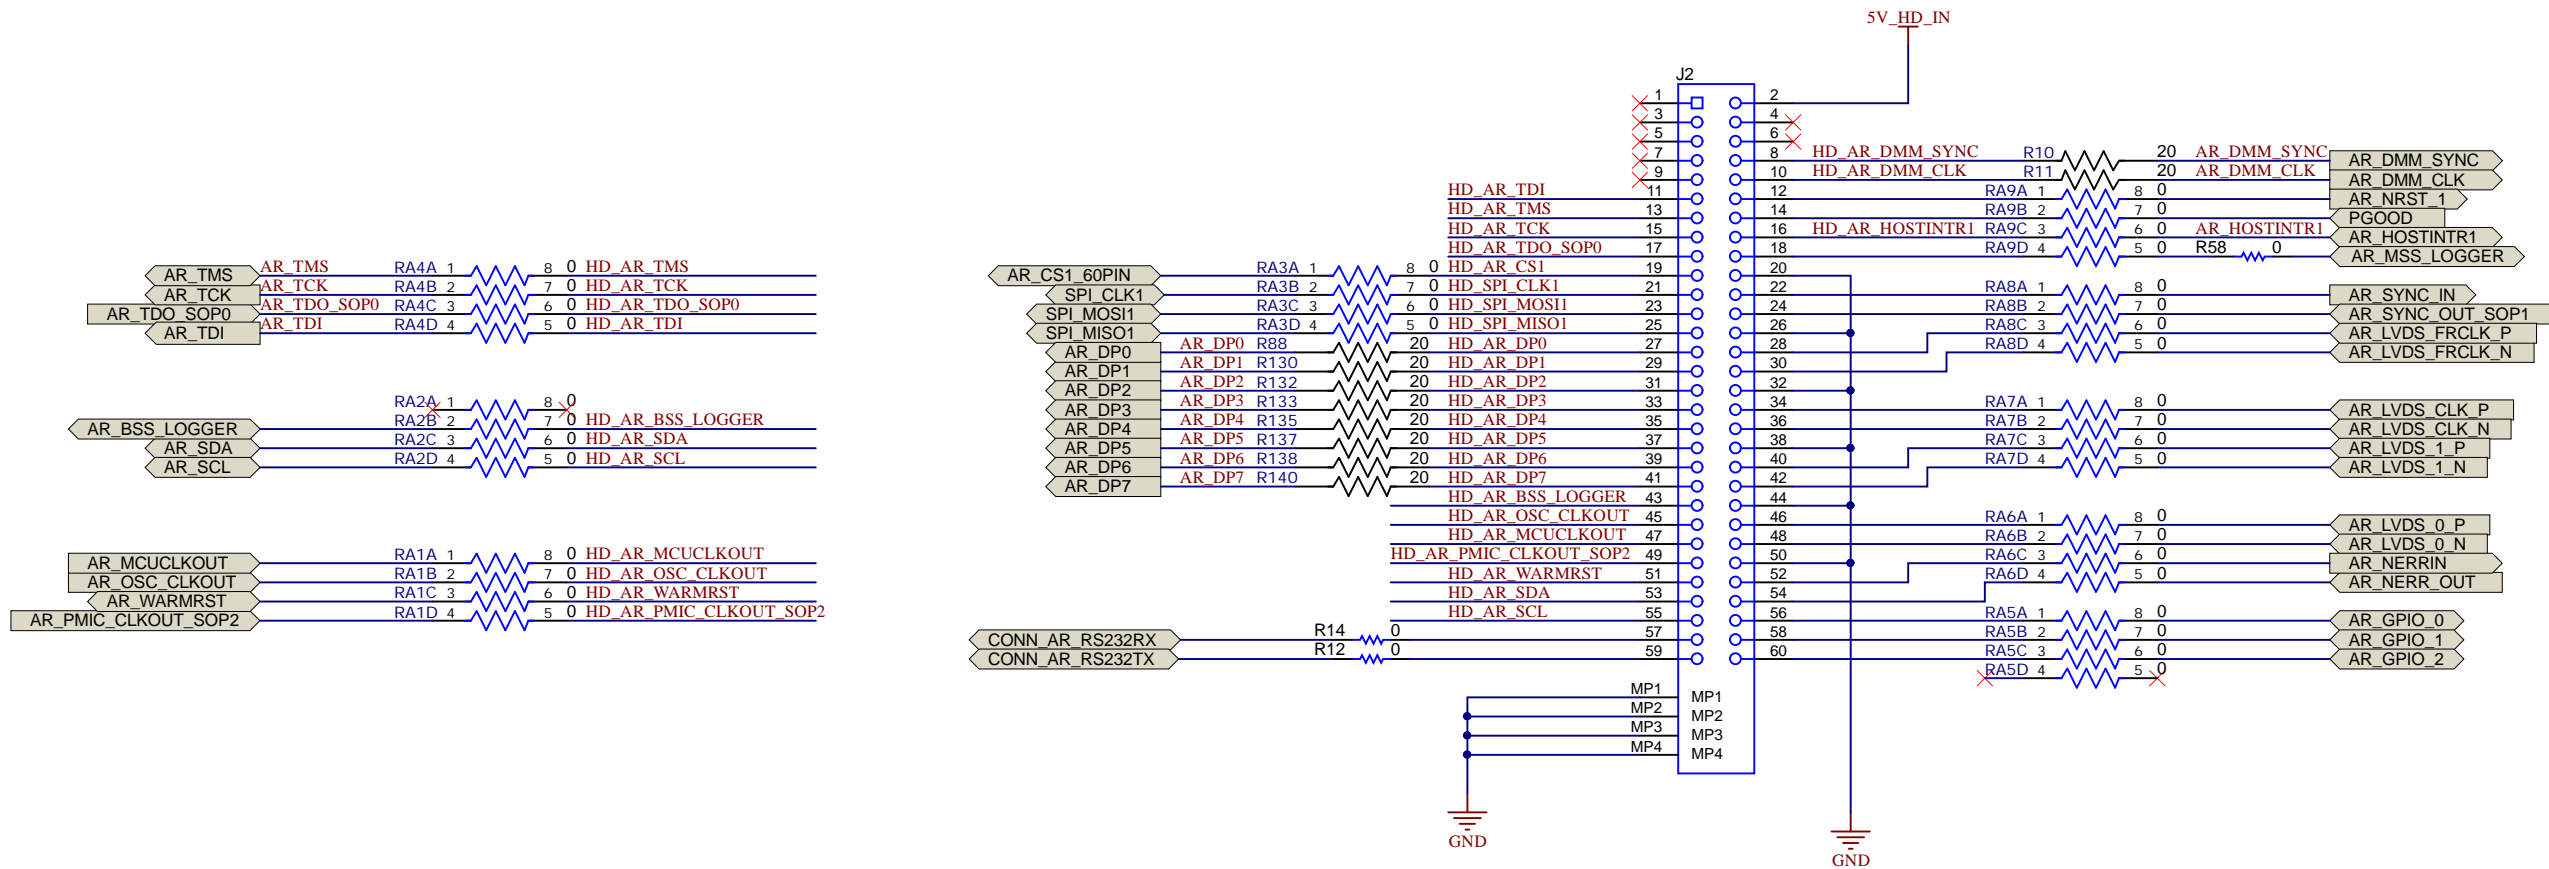 5V_HD_IN
J2
1 2
3 4
5 6
7 8 HD_AR_DMM_SYNC R10 20 AR_DMM_SYNC AR_DMM_SYNC
9 10 HD_AR_DMM_CLK R11 20 AR_DMM_CLK AR_DMM_CLK
HD_AR_TDI 11 12 RA9A 1 8 0 AR_NRST_1
HD_AR_TMS 13 14 RA9B 2 7 0 PGOOD
HD_AR_TCK 15 16 HD_AR_HOSTINTR1 RA9C 3 6 0 AR_HOSTINTR1 AR_HOSTINTR1
HD_AR_TDO_SOP0 17 18 RA9D 4 5 0 R58 0 AR_MSS_LOGGER
AR_TMS AR_TMS RA4A 1 8 0 HD_AR_TMS AR_CS1_60PIN RA3A 1 8 0 HD_AR_CS1 19 20
AR_TCK AR_TCK RA4B 2 7 0 HD_AR_TCK SPI_CLK1 RA3B 2 7 0 HD_SPI_CLK1 21 22 RA8A 1 8 0 AR_SYNC_IN
AR_TDO_SOP0 AR_TDO_SOP0 RA4C 3 6 0 HD_AR_TDO_SOP0 SPI_MOSI1 RA3C 3 6 0 HD_SPI_MOSI1 23 24 RA8B 2 7 0 AR_SYNC_OUT_SOP1
AR_TDI AR_TDI RA4D 4 5 0 HD_AR_TDI SPI_MISO1 RA3D 4 5 0 HD_SPI_MISO1 25 26 RA8C 3 6 0 AR_LVDS_FRCLK_P
AR_DP0 AR_DP0 R88 20 HD_AR_DP0 27 28 RA8D 4 5 0 AR_LVDS_FRCLK_N
AR_DP1 AR_DP1 R130 20 HD_AR_DP1 29 30
AR_DP2 AR_DP2 R132 20 HD_AR_DP2 31 32
RA2A 1 8 0 AR_DP3 AR_DP3 R133 20 HD_AR_DP3 33 34 RA7A 1 8 0 AR_LVDS_CLK_P
AR_BSS_LOGGER RA2B 2 7 0 HD_AR_BSS_LOGGER AR_DP4 AR_DP4 R135 20 HD_AR_DP4 35 36 RA7B 2 7 0 AR_LVDS_CLK_N
AR_SDA RA2C 3 6 0 HD_AR_SDA AR_DP5 AR_DP5 R137 20 HD_AR_DP5 37 38 RA7C 3 6 0 AR_LVDS_1_P
AR_SCL RA2D 4 5 0 HD_AR_SCL AR_DP6 AR_DP6 R138 20 HD_AR_DP6 39 40 RA7D 4 5 0 AR_LVDS_1_N
AR_DP7 AR_DP7 R140 20 HD_AR_DP7 41 42
HD_AR_BSS_LOGGER 43 44
HD_AR_OSC_CLKOUT 45 46 RA6A 1 8 0 AR_LVDS_0_P
HD_AR_MCUCLKOUT 47 48 RA6B 2 7 0 AR_LVDS_0_N
AR_MCUCLKOUT RA1A 1 8 0 HD_AR_MCUCLKOUT HD_AR_PMIC_CLKOUT_SOP2 49 50 RA6C 3 6 0 AR_NERRIN
AR_OSC_CLKOUT RA1B 2 7 0 HD_AR_OSC_CLKOUT HD_AR_WARMRST 51 52 RA6D 4 5 0 AR_NERR_OUT
AR_WARMRST RA1C 3 6 0 HD_AR_WARMRST HD_AR_SDA 53 54
AR_PMIC_CLKOUT_SOP2 RA1D 4 5 0 HD_AR_PMIC_CLKOUT_SOP2 HD_AR_SCL 55 56 RA5A 1 8 0 AR_GPIO_0
CONN_AR_RS232RX R14 0 57 58 RA5B 2 7 0 AR_GPIO_1
CONN_AR_RS232TX R12 0 59 60 RA5C 3 6 0 AR_GPIO_2
RA5D 4 5 0
MP1 MP1
MP2 MP2
MP3 MP3
MP4 MP4
GND
GND